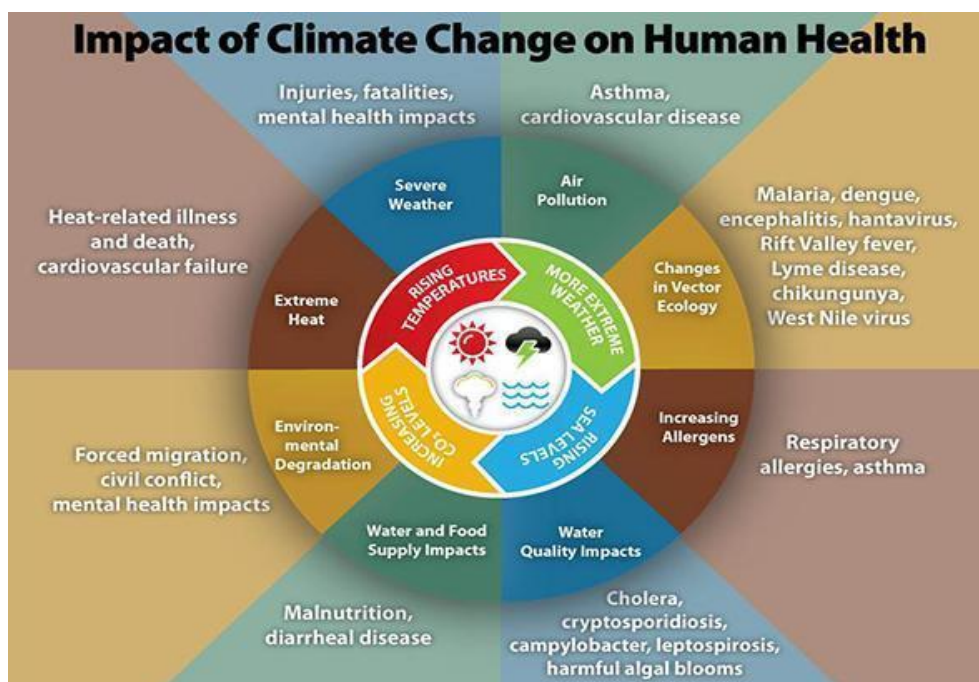 Impact of Climate Change on Human Health
Injuries, fatalities,
mental health impacts
Asthma,
cardiovascular disease
Severe
Weather
Air
Pollution
Heat-related illness
and death,
cardiovascular failure
Malaria, dengue,
encephalitis, hantavirus,
Rift Valley fever,
Lyme disease,
chikungunya,
West Nile virus
Extreme
Heat
RISING
TEMPERATURES
MORE EXTREME
WEATHER
Changes
in Vector
Ecology
Environ-
mental
Degradation
INCREASING
CO₂ LEVELS
RISING
SEA LEVELS
Increasing
Allergens
Forced migration,
civil conflict,
mental health impacts
Respiratory
allergies, asthma
Water and Food
Supply Impacts
Water
Quality Impacts
Malnutrition,
diarrheal disease
Cholera,
cryptosporidiosis,
campylobacter, leptospirosis,
harmful algal blooms